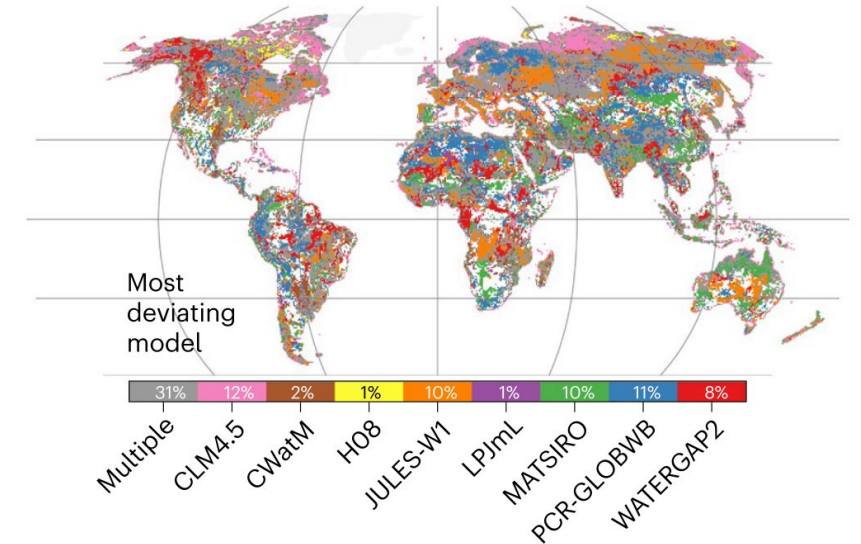 Most
deviating
model
31% 12% 2% 1% 10% 1% 10% 11% 8%
Multiple
CLM4.5
CWatM
H08
JULES-W1
LPJmL
MATSIRO
PCR-GLOBWB
WATERGAP2